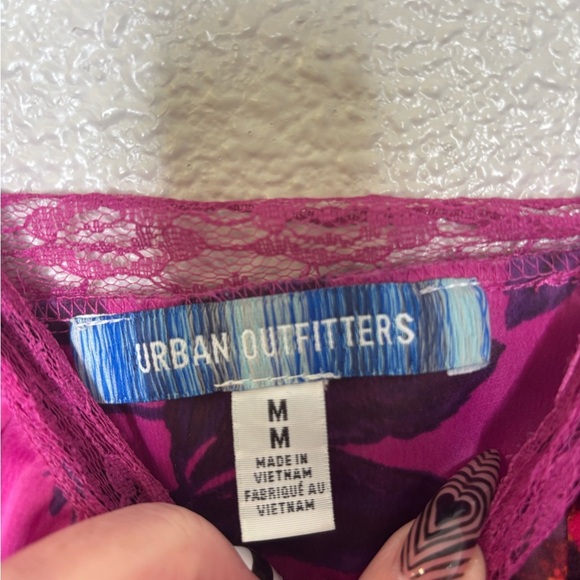 URBAN OUTFITTERS
M
M
MADE IN
VIETNAM
FABRIQUÉ AU
VIETNAM